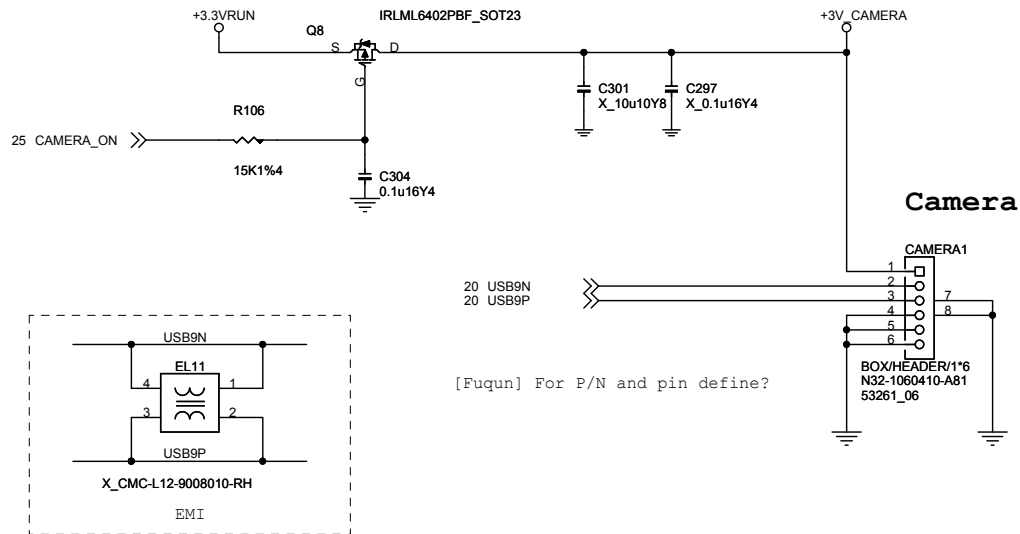 +3.3VRUN
Q8
IRLML6402PBF_SOT23
+3V_CAMERA
S
D
G
C301
X_10u10Y8
C297
X_0.1u16Y4
R106
25 CAMERA_ON
15K1%4
C304
0.1u16Y4
Camera
CAMERA1
1
20 USB9N
2
20 USB9P
3
7
4
8
5
6
BOX/HEADER/1*6
N32-1060410-A81
53261_06
[Fuqun] For P/N and pin define?
USB9N
EL11
4
1
3
2
USB9P
X_CMC-L12-9008010-RH
EMI